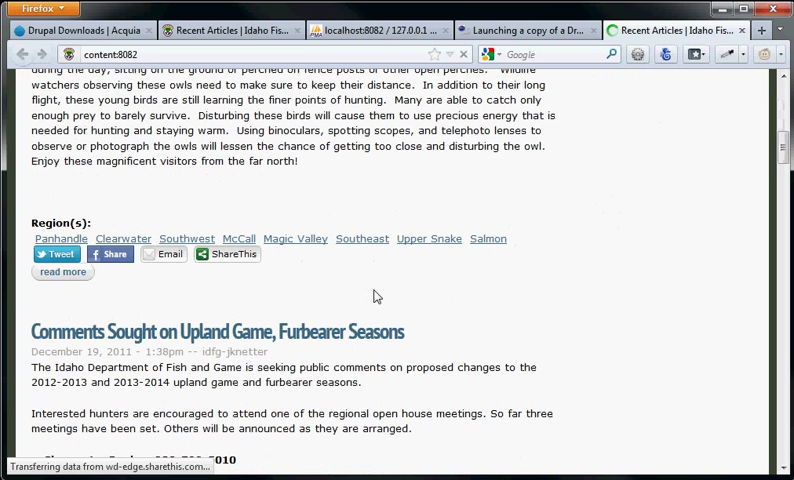 Firefox
Drupal Downloads | Acquia
Recent Articles | Idaho Fis...
localhost:8082 / 127.0.0.1 ...
Launching a copy of a Dr...
Recent Articles | Idaho Fis...
content:8082
Google
during the day, sitting on the ground or perched on fence posts or other open perches. Wildlife
watchers observing these owls need to make sure to keep their distance. In addition to their long
flight, these young birds are still learning the finer points of hunting. Many are able to catch only
enough prey to barely survive. Disturbing these birds will cause them to use precious energy that is
needed for hunting and staying warm. Using binoculars, spotting scopes, and telephoto lenses to
observe or photograph the owls will lessen the chance of getting too close and disturbing the owl.
Enjoy these magnificent visitors from the far north!
Region(s):
Panhandle Clearwater Southwest McCall Magic Valley Southeast Upper Snake Salmon
Tweet Share Email ShareThis
read more
Comments Sought on Upland Game, Furbearer Seasons
December 19, 2011 - 1:38pm -- idfg-jknetter
The Idaho Department of Fish and Game is seeking public comments on proposed changes to the
2012-2013 and 2013-2014 upland game and furbearer seasons.
Interested hunters are encouraged to attend one of the regional open house meetings. So far three
meetings have been set. Others will be announced as they are arranged.
Transferring data from wd-edge.sharethis.com...